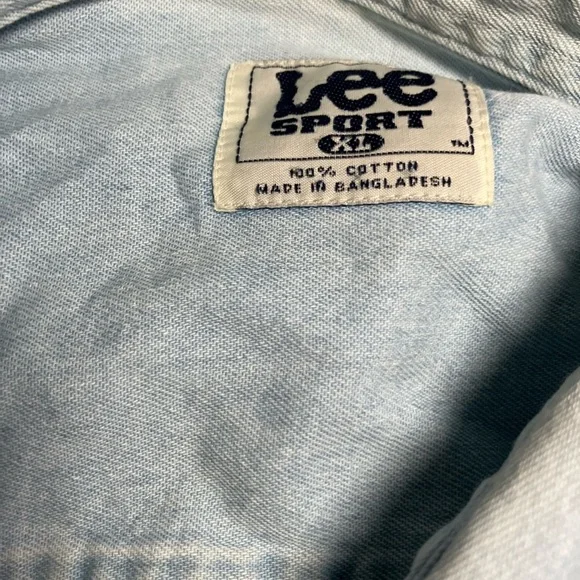 Lee
SPORT
XL
TM
100% COTTON
MADE IN BANGLADESH